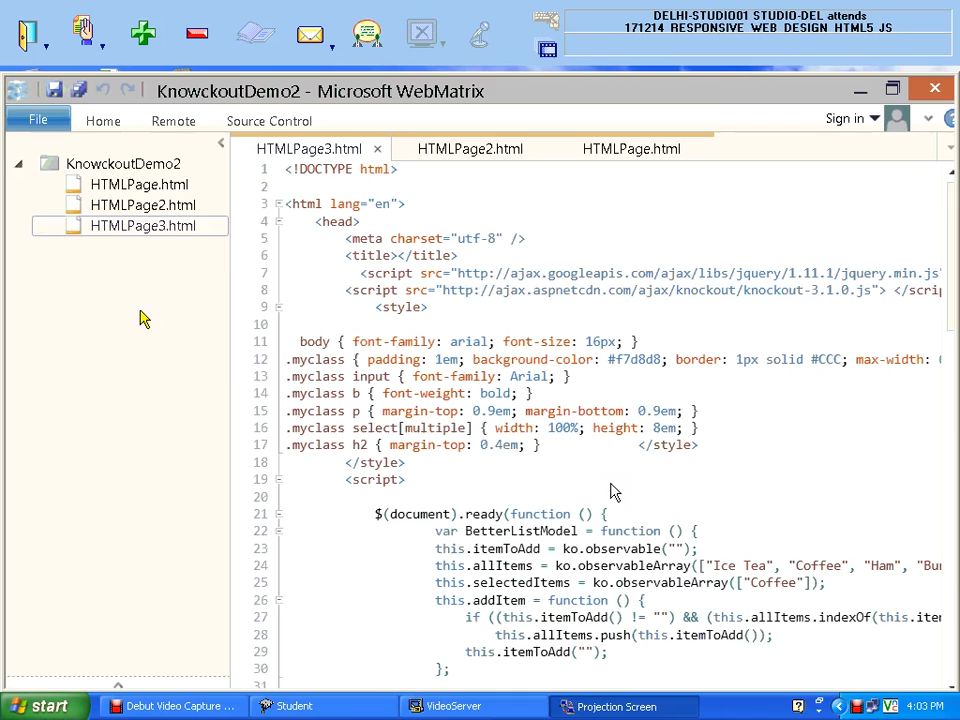 DELHI-STUDIO01 STUDIO-DEL attends
171214 RESPONSIVE WEB DESIGN HTML5 JS
KnowckoutDemo2 - Microsoft WebMatrix
File Home Remote Source Control Sign in
KnowckoutDemo2
HTMLPage.html
HTMLPage2.html
HTMLPage3.html
HTMLPage3.html × HTMLPage2.html HTMLPage.html
1 <!DOCTYPE html>
2
3 <html lang="en">
4 <head>
5 <meta charset="utf-8" />
6 <title></title>
7 <script src="http://ajax.googleapis.com/ajax/libs/jquery/1.11.1/jquery.min.js"
8 <script src="http://ajax.aspnetcdn.com/ajax/knockout/knockout-3.1.0.js"> </scrip
9 <style>
10
11 body { font-family: arial; font-size: 16px; }
12 .myclass { padding: 1em; background-color: #f7d8d8; border: 1px solid #CCC; max-width:
13 .myclass input { font-family: Arial; }
14 .myclass b { font-weight: bold; }
15 .myclass p { margin-top: 0.9em; margin-bottom: 0.9em; }
16 .myclass select[multiple] { width: 100%; height: 8em; }
17 .myclass h2 { margin-top: 0.4em; } </style>
18 </style>
19 <script>
20
21 $(document).ready(function () {
22 var BetterListModel = function () {
23 this.itemToAdd = ko.observable("");
24 this.allItems = ko.observableArray(["Ice Tea", "Coffee", "Ham", "Bu
25 this.selectedItems = ko.observableArray(["Coffee"]);
26 this.addItem = function () {
27 if ((this.itemToAdd() != "") && (this.allItems.indexOf(this.item
28 this.allItems.push(this.itemToAdd());
29 this.itemToAdd("");
30 };
31
start Debut Video Capture ... Student VideoServer Projection Screen 4:03 PM